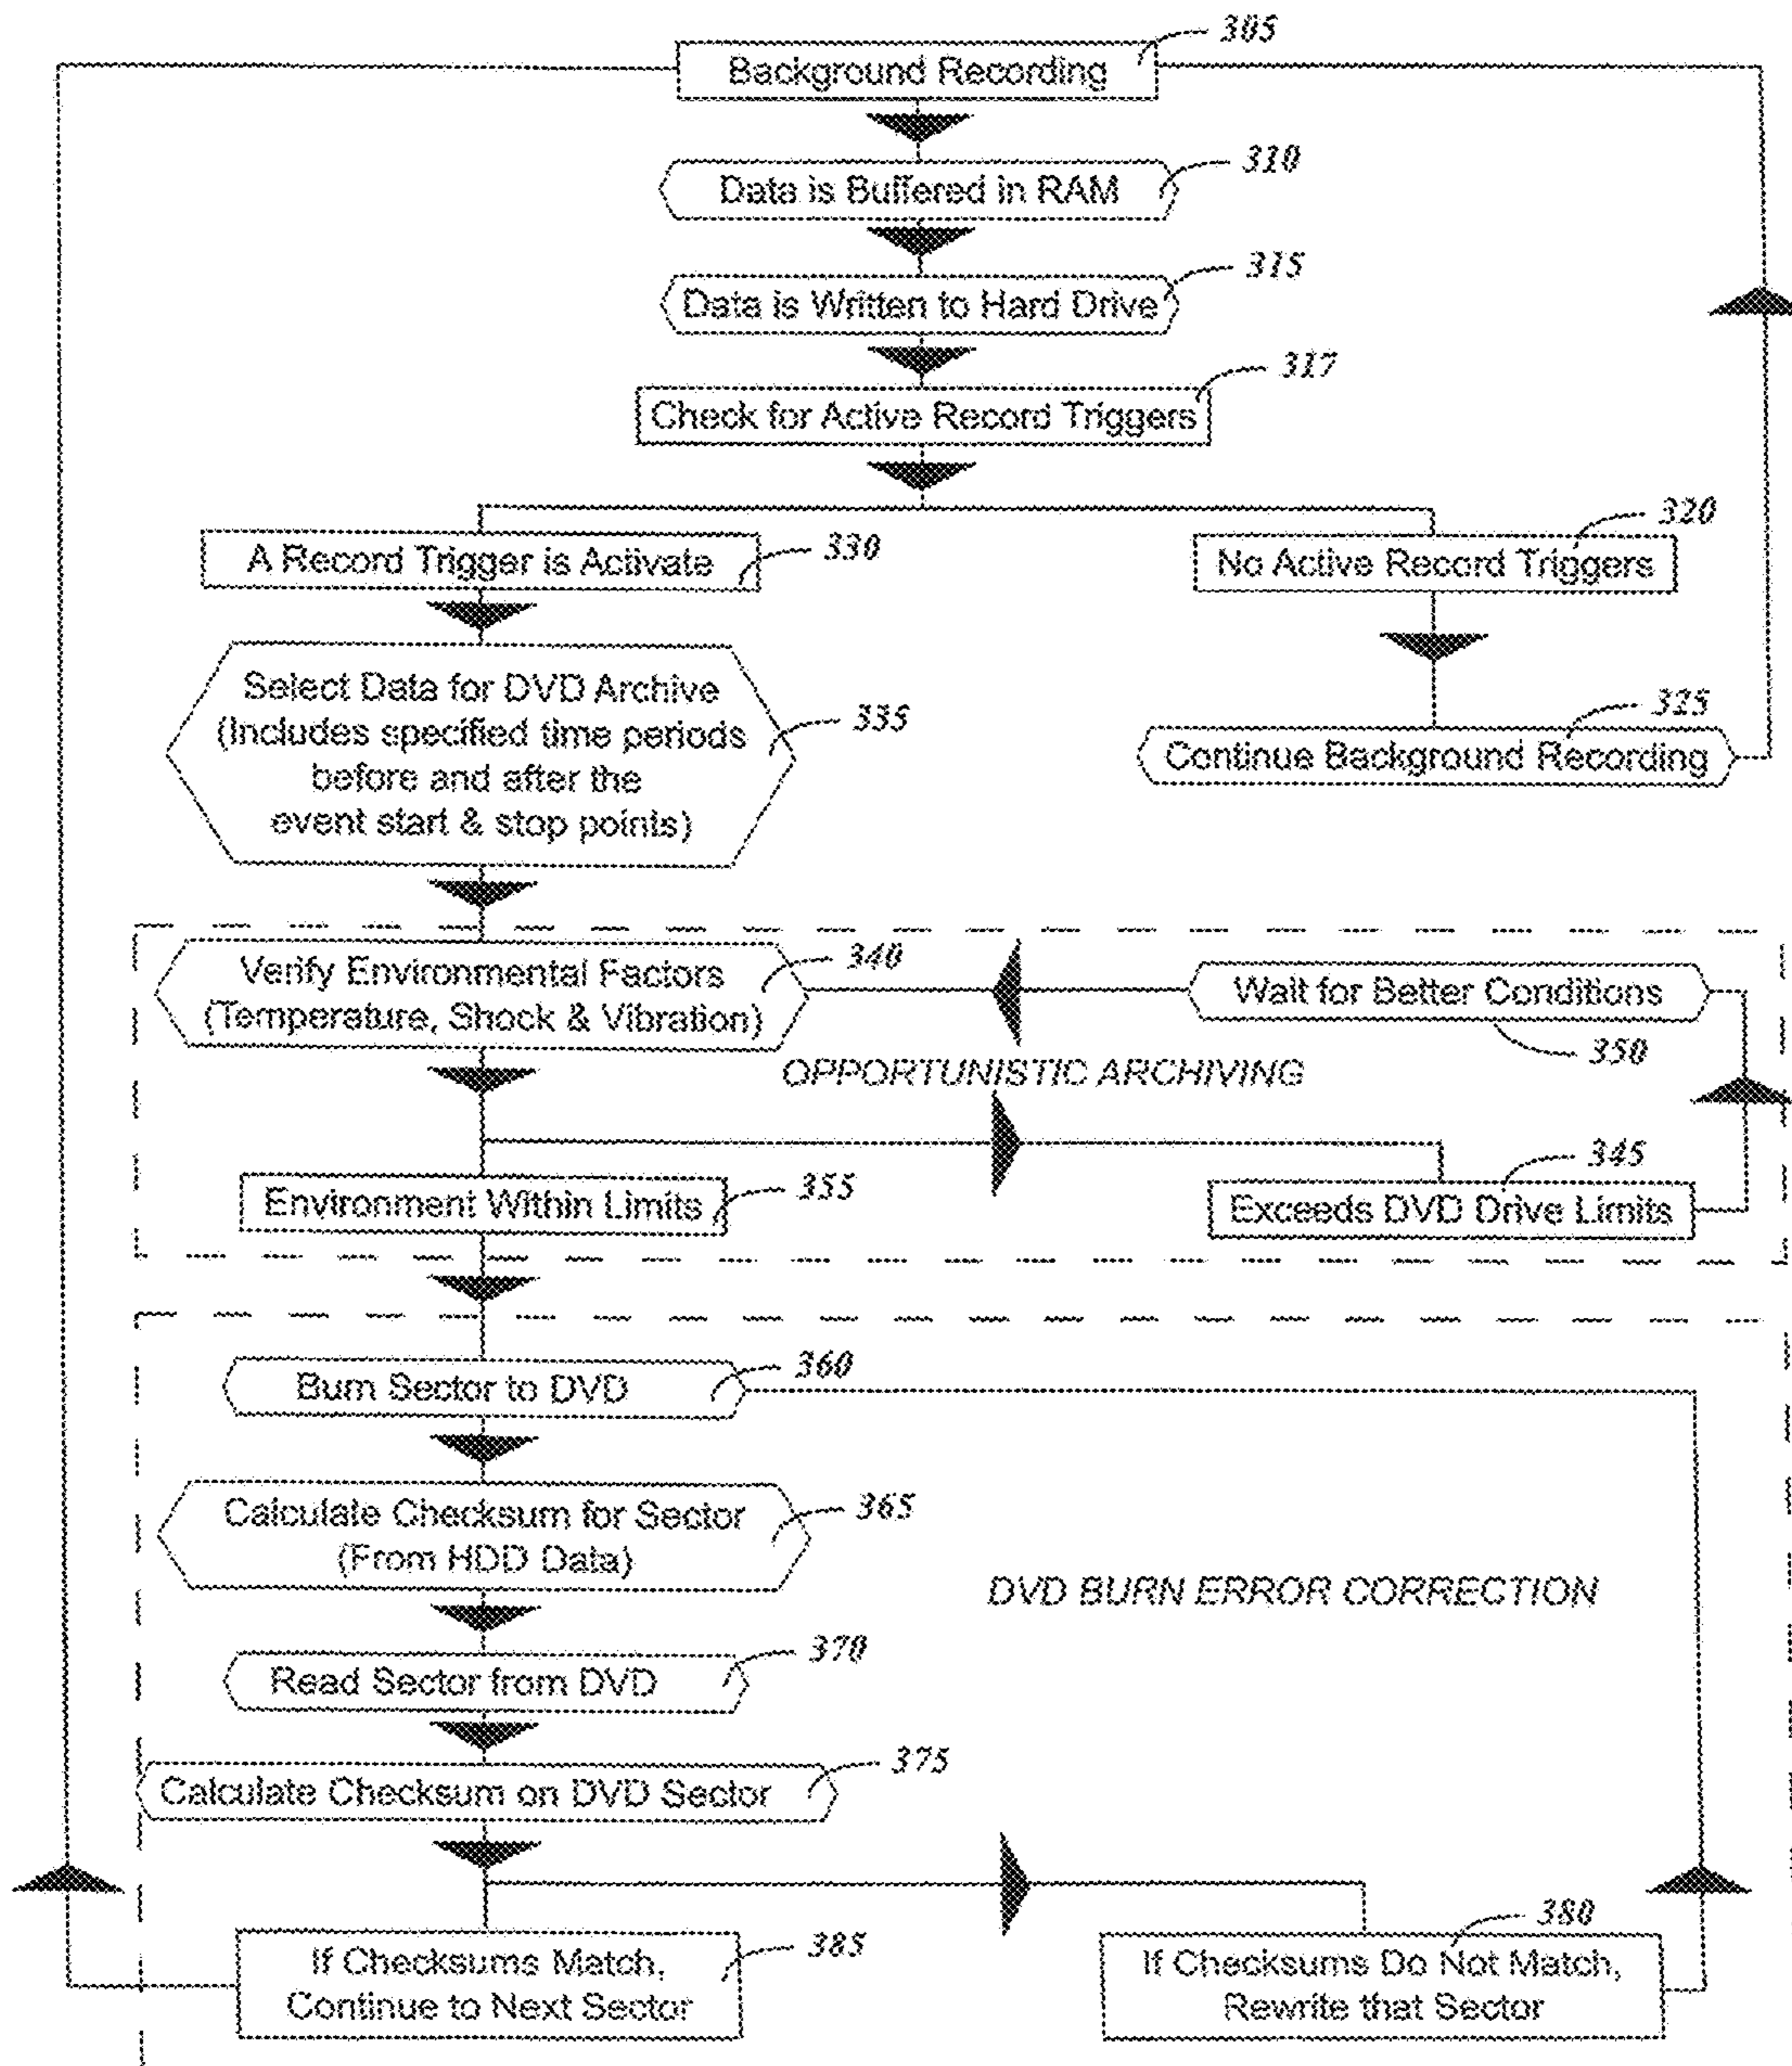 305
Background Recording
310
Data is Buffered in RAM
315
Data is Written to Hard Drive
317
Check for Active Record Triggers
330
A Record Trigger is Activate
320
No Active Record Triggers
335
Select Data for DVD Archive
(Includes specified time periods
before and after the
event start & stop points)
325
Continue Background Recording
340
Verify Environmental Factors
(Temperature, Shock & Vibration)
Wait for Better Conditions
350
OPPORTUNISTIC ARCHIVING
355
Environment Within Limits
345
Exceeds DVD Drive Limits
360
Burn Sector to DVD
365
Calculate Checksum for Sector
(From HDD Data)
DVD BURN ERROR CORRECTION
370
Read Sector from DVD
375
Calculate Checksum on DVD Sector
385
If Checksums Match,
Continue to Next Sector
380
If Checksums Do Not Match,
Rewrite that Sector